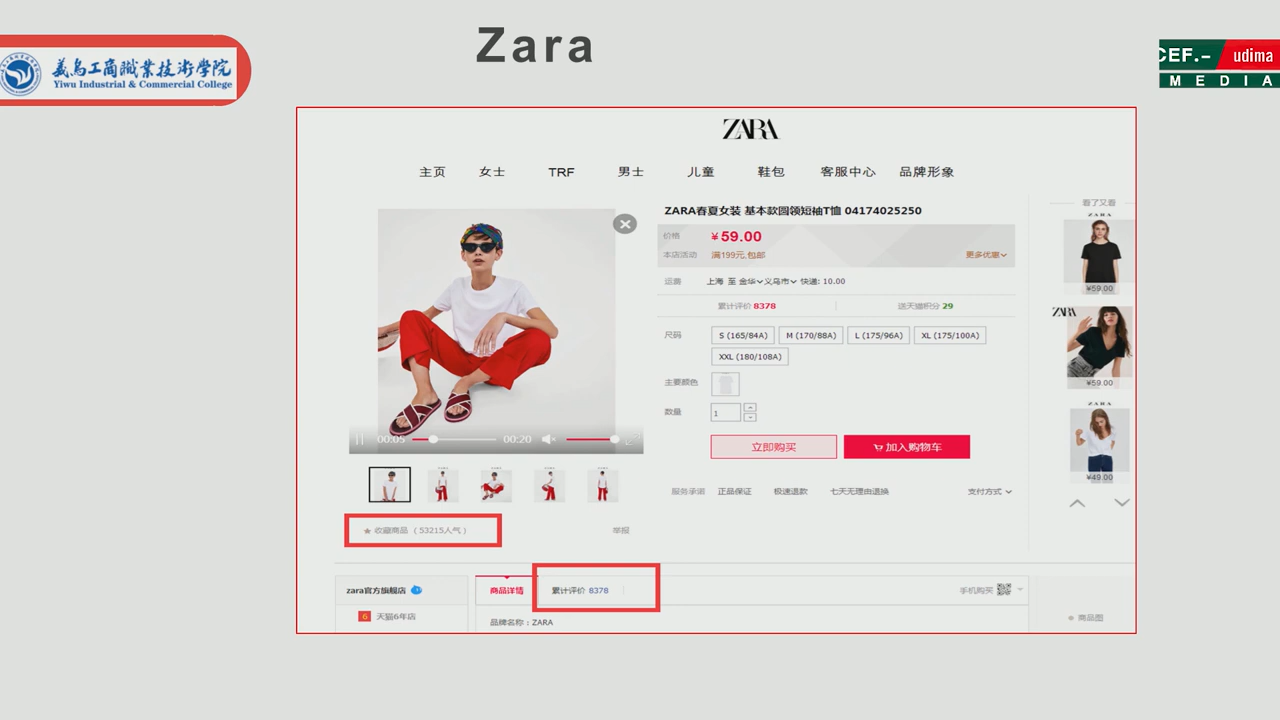 Zara
義烏工商職業技術學院
Yiwu Industrial & Commercial College
CEF.- udima
MEDIA
ZARA
主页 女士 TRF 男士 儿童 鞋包 客服中心 品牌形象
ZARA春夏女装 基本款圆领短袖T恤 04174025250
价格 ¥59.00
本店活动 满199元,包邮 更多优惠
运费 上海 至 金华 义乌市 快递: 10.00
累计评价 8378 送天猫积分 29
尺码 S (165/84A) M (170/88A) L (175/96A) XL (175/100A)
XXL (180/108A)
主要颜色
数量 1
立即购买 加入购物车
服务承诺 正品保证 极速退款 七天无理由退换 支付方式
00:05 00:20
收藏商品 (53215人气) 举报
看了又看
ZARA
¥59.00
ZARA
¥59.00
ZARA
¥49.00
zara官方旗舰店 商品详情 累计评价 8378 手机购买
6 天猫6年店
品牌名称:ZARA
商品图